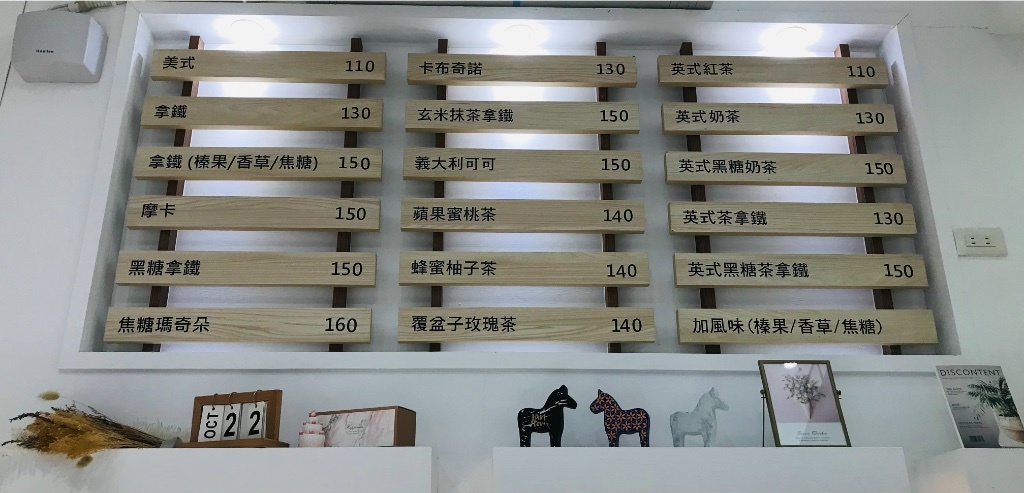 美式 110
拿鐵 130
拿鐵 (榛果/香草/焦糖) 150
摩卡 150
黑糖拿鐵 150
焦糖瑪奇朵 160
卡布奇諾 130
玄米抹茶拿鐵 150
義大利可可 150
蘋果蜜桃茶 140
蜂蜜柚子茶 140
覆盆子玫瑰茶 140
英式紅茶 110
英式奶茶 130
英式黑糖奶茶 150
英式茶拿鐵 130
英式黑糖茶拿鐵 150
加風味 (榛果/香草/焦糖)
OCT 2 2
DISCONTENT